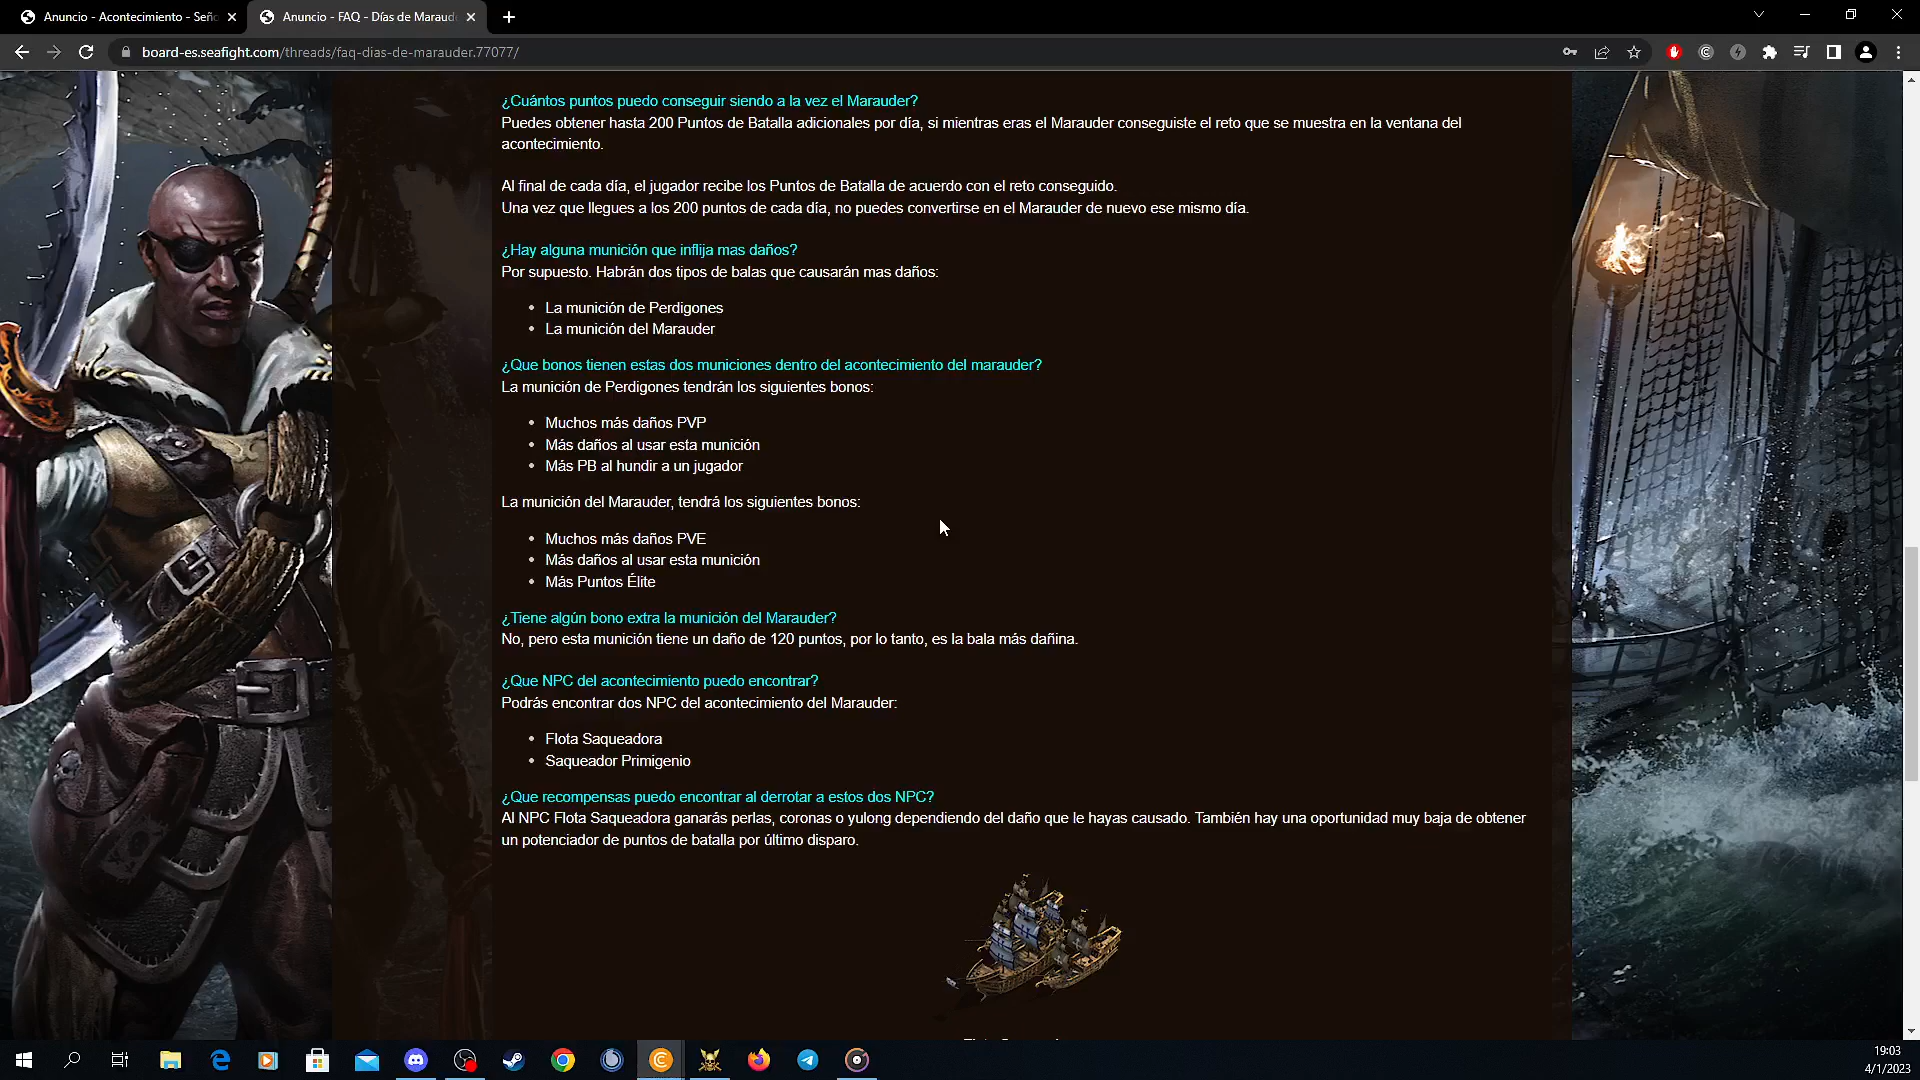 Anuncio - Acontecimiento - Seño
Anuncio - FAQ - Días de Maraude
board-es.seafight.com/threads/faq-dias-de-marauder.77077/
¿Cuántos puntos puedo conseguir siendo a la vez el Marauder?
Puedes obtener hasta 200 Puntos de Batalla adicionales por día, si mientras eras el Marauder conseguiste el reto que se muestra en la ventana del
acontecimiento.
Al final de cada día, el jugador recibe los Puntos de Batalla de acuerdo con el reto conseguido.
Una vez que llegues a los 200 puntos de cada día, no puedes convertirse en el Marauder de nuevo ese mismo día.
¿Hay alguna munición que inflija mas daños?
Por supuesto. Habrán dos tipos de balas que causarán mas daños:
• La munición de Perdigones
• La munición del Marauder
¿Que bonos tienen estas dos municiones dentro del acontecimiento del marauder?
La munición de Perdigones tendrán los siguientes bonos:
• Muchos más daños PVP
• Más daños al usar esta munición
• Más PB al hundir a un jugador
La munición del Marauder, tendrá los siguientes bonos:
• Muchos más daños PVE
• Más daños al usar esta munición
• Más Puntos Élite
¿Tiene algún bono extra la munición del Marauder?
No, pero esta munición tiene un daño de 120 puntos, por lo tanto, es la bala más dañina.
¿Que NPC del acontecimiento puedo encontrar?
Podrás encontrar dos NPC del acontecimiento del Marauder:
• Flota Saqueadora
• Saqueador Primigenio
¿Que recompensas puedo encontrar al derrotar a estos dos NPC?
Al NPC Flota Saqueadora ganarás perlas, coronas o yulong dependiendo del daño que le hayas causado. También hay una oportunidad muy baja de obtener
un potenciador de puntos de batalla por último disparo.
19:03
4/1/2023